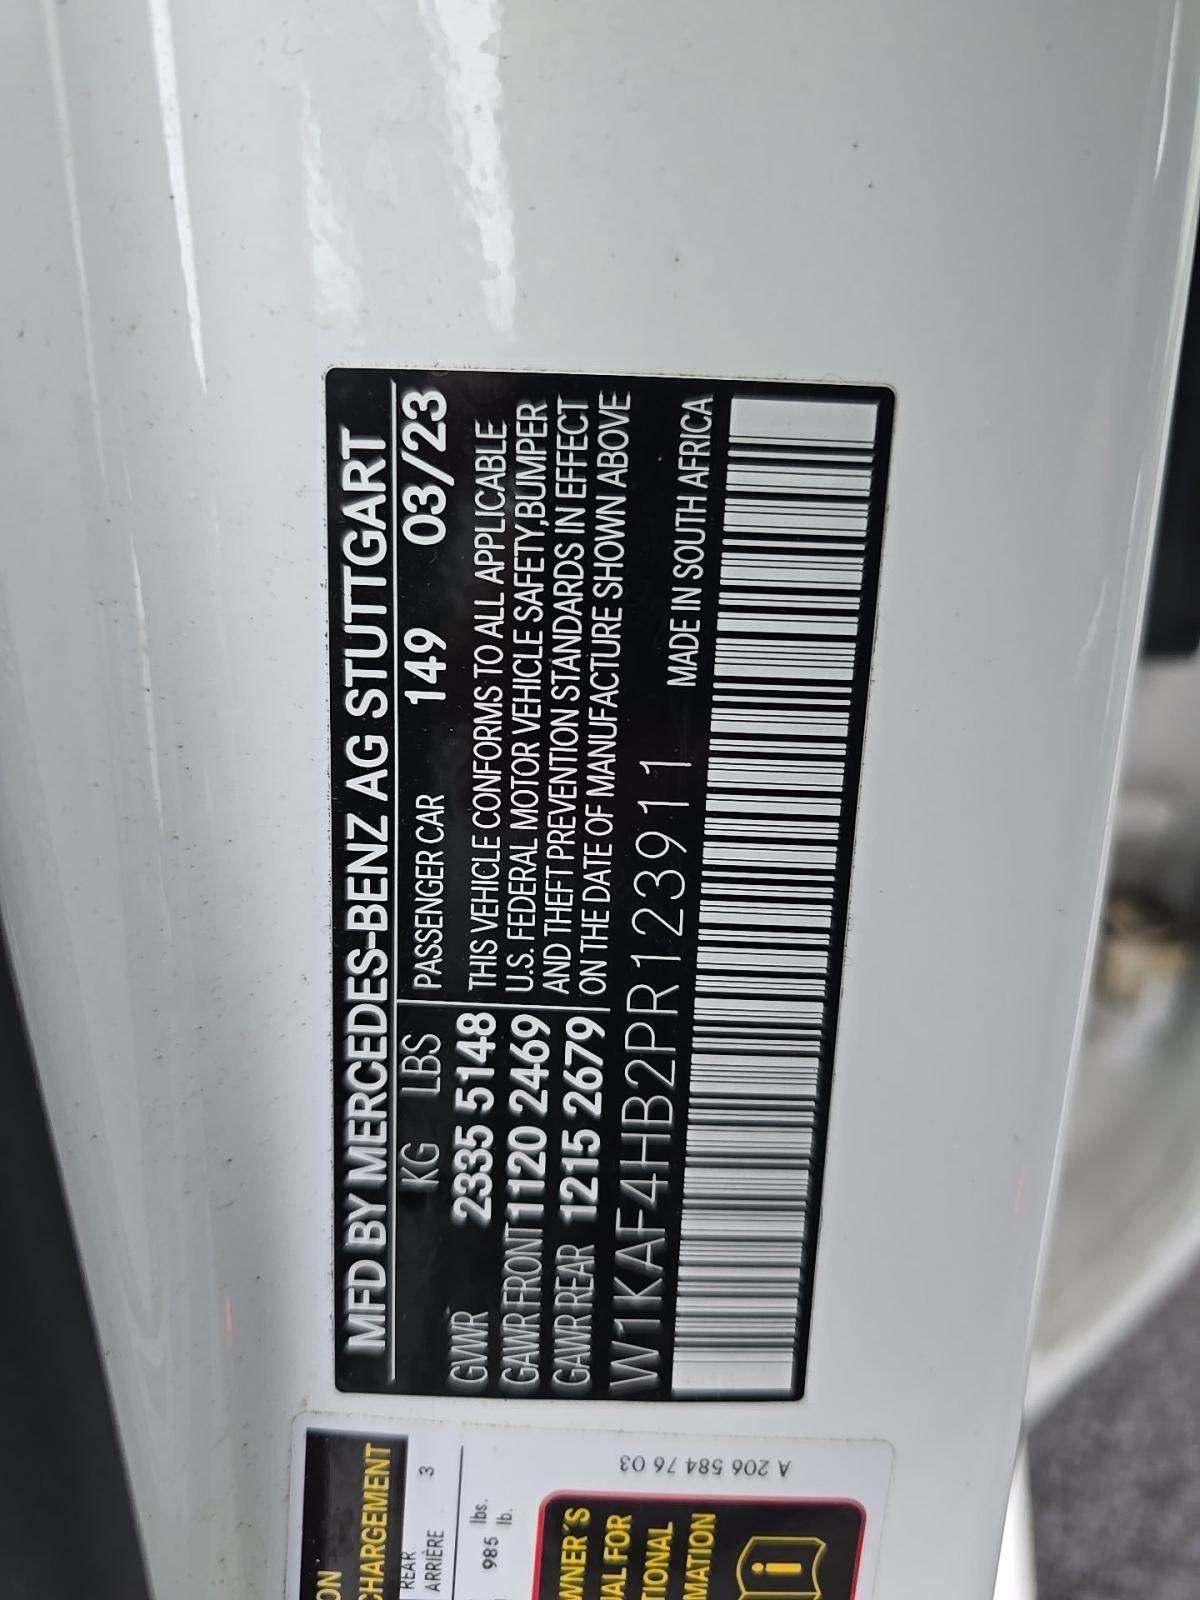 MFD BY MERCEDES-BENZ AG STUTTGART
KG LBS
GVWR 2335 5148
GAWR FRONT 1120 2469
GAWR REAR 1215 2679
PASSENGER CAR 149 03/23
THIS VEHICLE CONFORMS TO ALL APPLICABLE
U.S. FEDERAL MOTOR VEHICLE SAFETY,BUMPER
AND THEFT PREVENTION STANDARDS IN EFFECT
ON THE DATE OF MANUFACTURE SHOWN ABOVE
W1KAF4HB2PR123911
MADE IN SOUTH AFRICA
ON
CHARGEMENT
REAR
ARRIÈRE 3
985 lbs.
lb.
A 206 584 76 03
WNER'S
UAL FOR
TIONAL
MATION
i